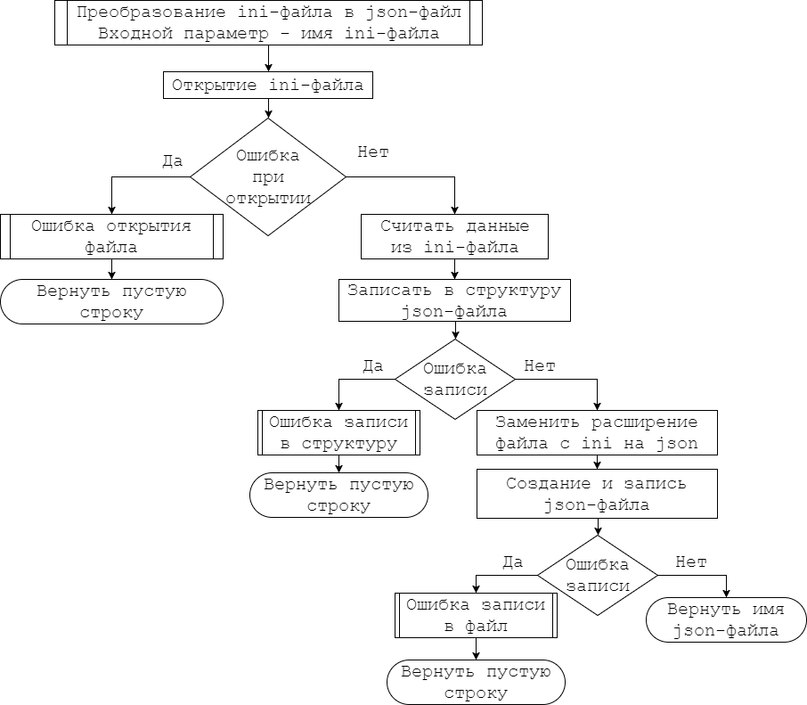 Преобразование ini-файла в json-файл
Входной параметр - имя ini-файла
Открытие ini-файла
Ошибка
при
открытии
Да
Нет
Ошибка открытия
файла
Вернуть пустую
строку
Считать данные
из ini-файла
Записать в структуру
json-файла
Ошибка
записи
Да
Нет
Ошибка записи
в структуру
Вернуть пустую
строку
Заменить расширение
файла с ini на json
Создание и запись
json-файла
Ошибка
записи
Да
Нет
Ошибка записи
в файл
Вернуть пустую
строку
Вернуть имя
json-файла